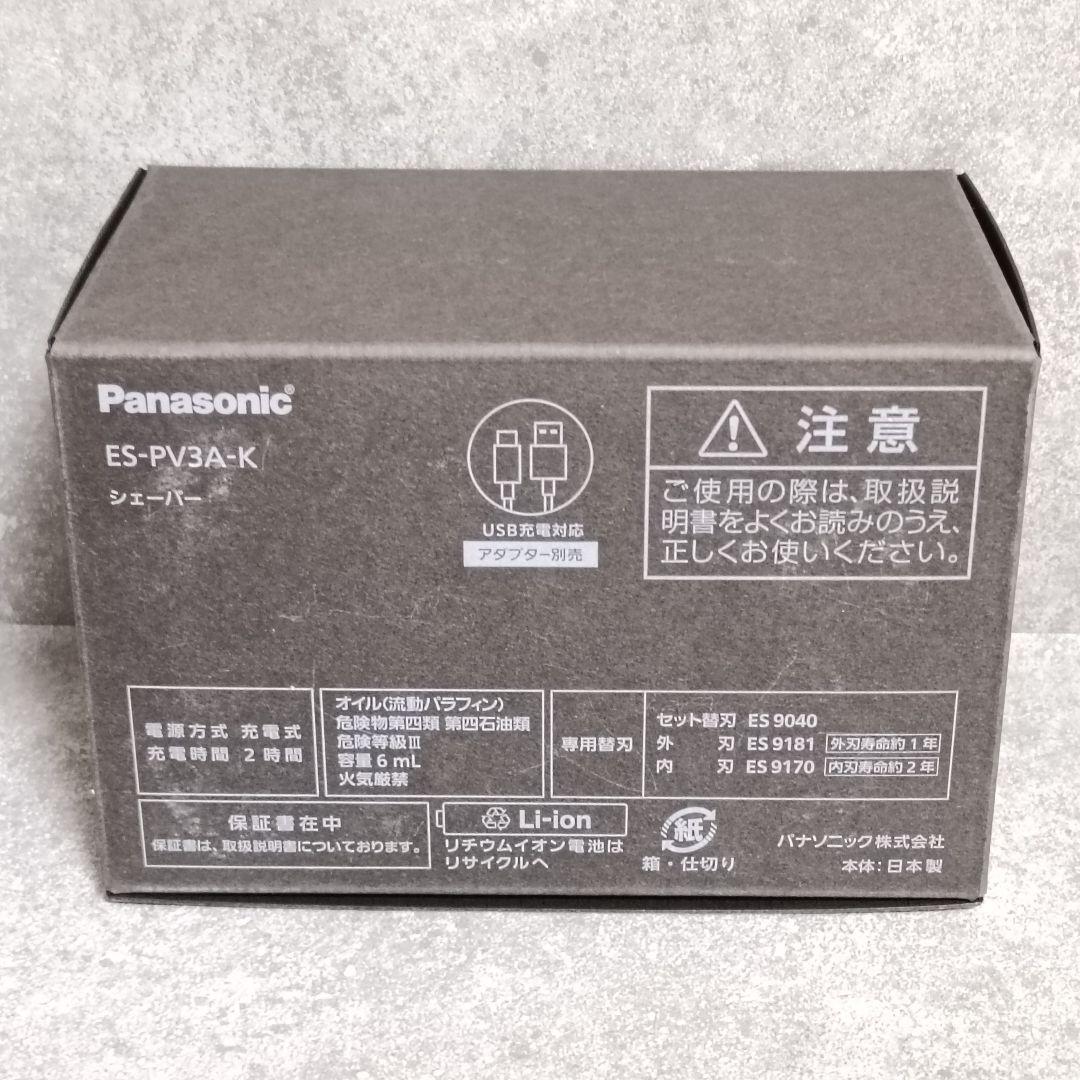 Panasonic®
ES-PV3A-K
シェーバー
USB充電対応
アダプター別売
注意
ご使用の際は、取扱説
明書をよくお読みのうえ、
正しくお使いください。
電源方式 充電式
充電時間 2時間
オイル(流動パラフィン)
危険物第四類 第四石油類
危険等級Ⅲ
容量6mL
火気厳禁
専用替刃
セット替刃 ES9040
外刃 ES9181 外刃寿命約1年
内刃 ES9170 内刃寿命約2年
保証書在中
保証書は、取扱説明書についております。
Li-ion
リチウムイオン電池は
リサイクルへ
紙
箱・仕切り
パナソニック株式会社
本体:日本製